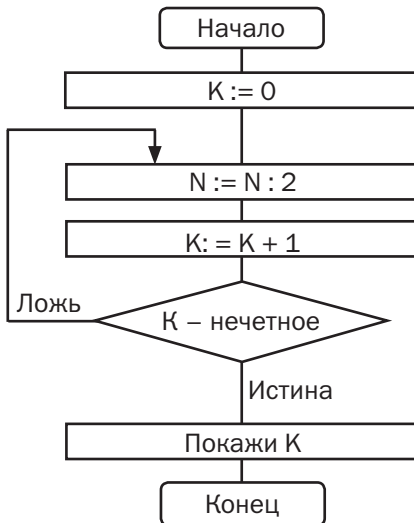 Начало
K := 0
N := N : 2
K: = K + 1
Ложь
К – нечетное
Истина
Покажи K
Конец